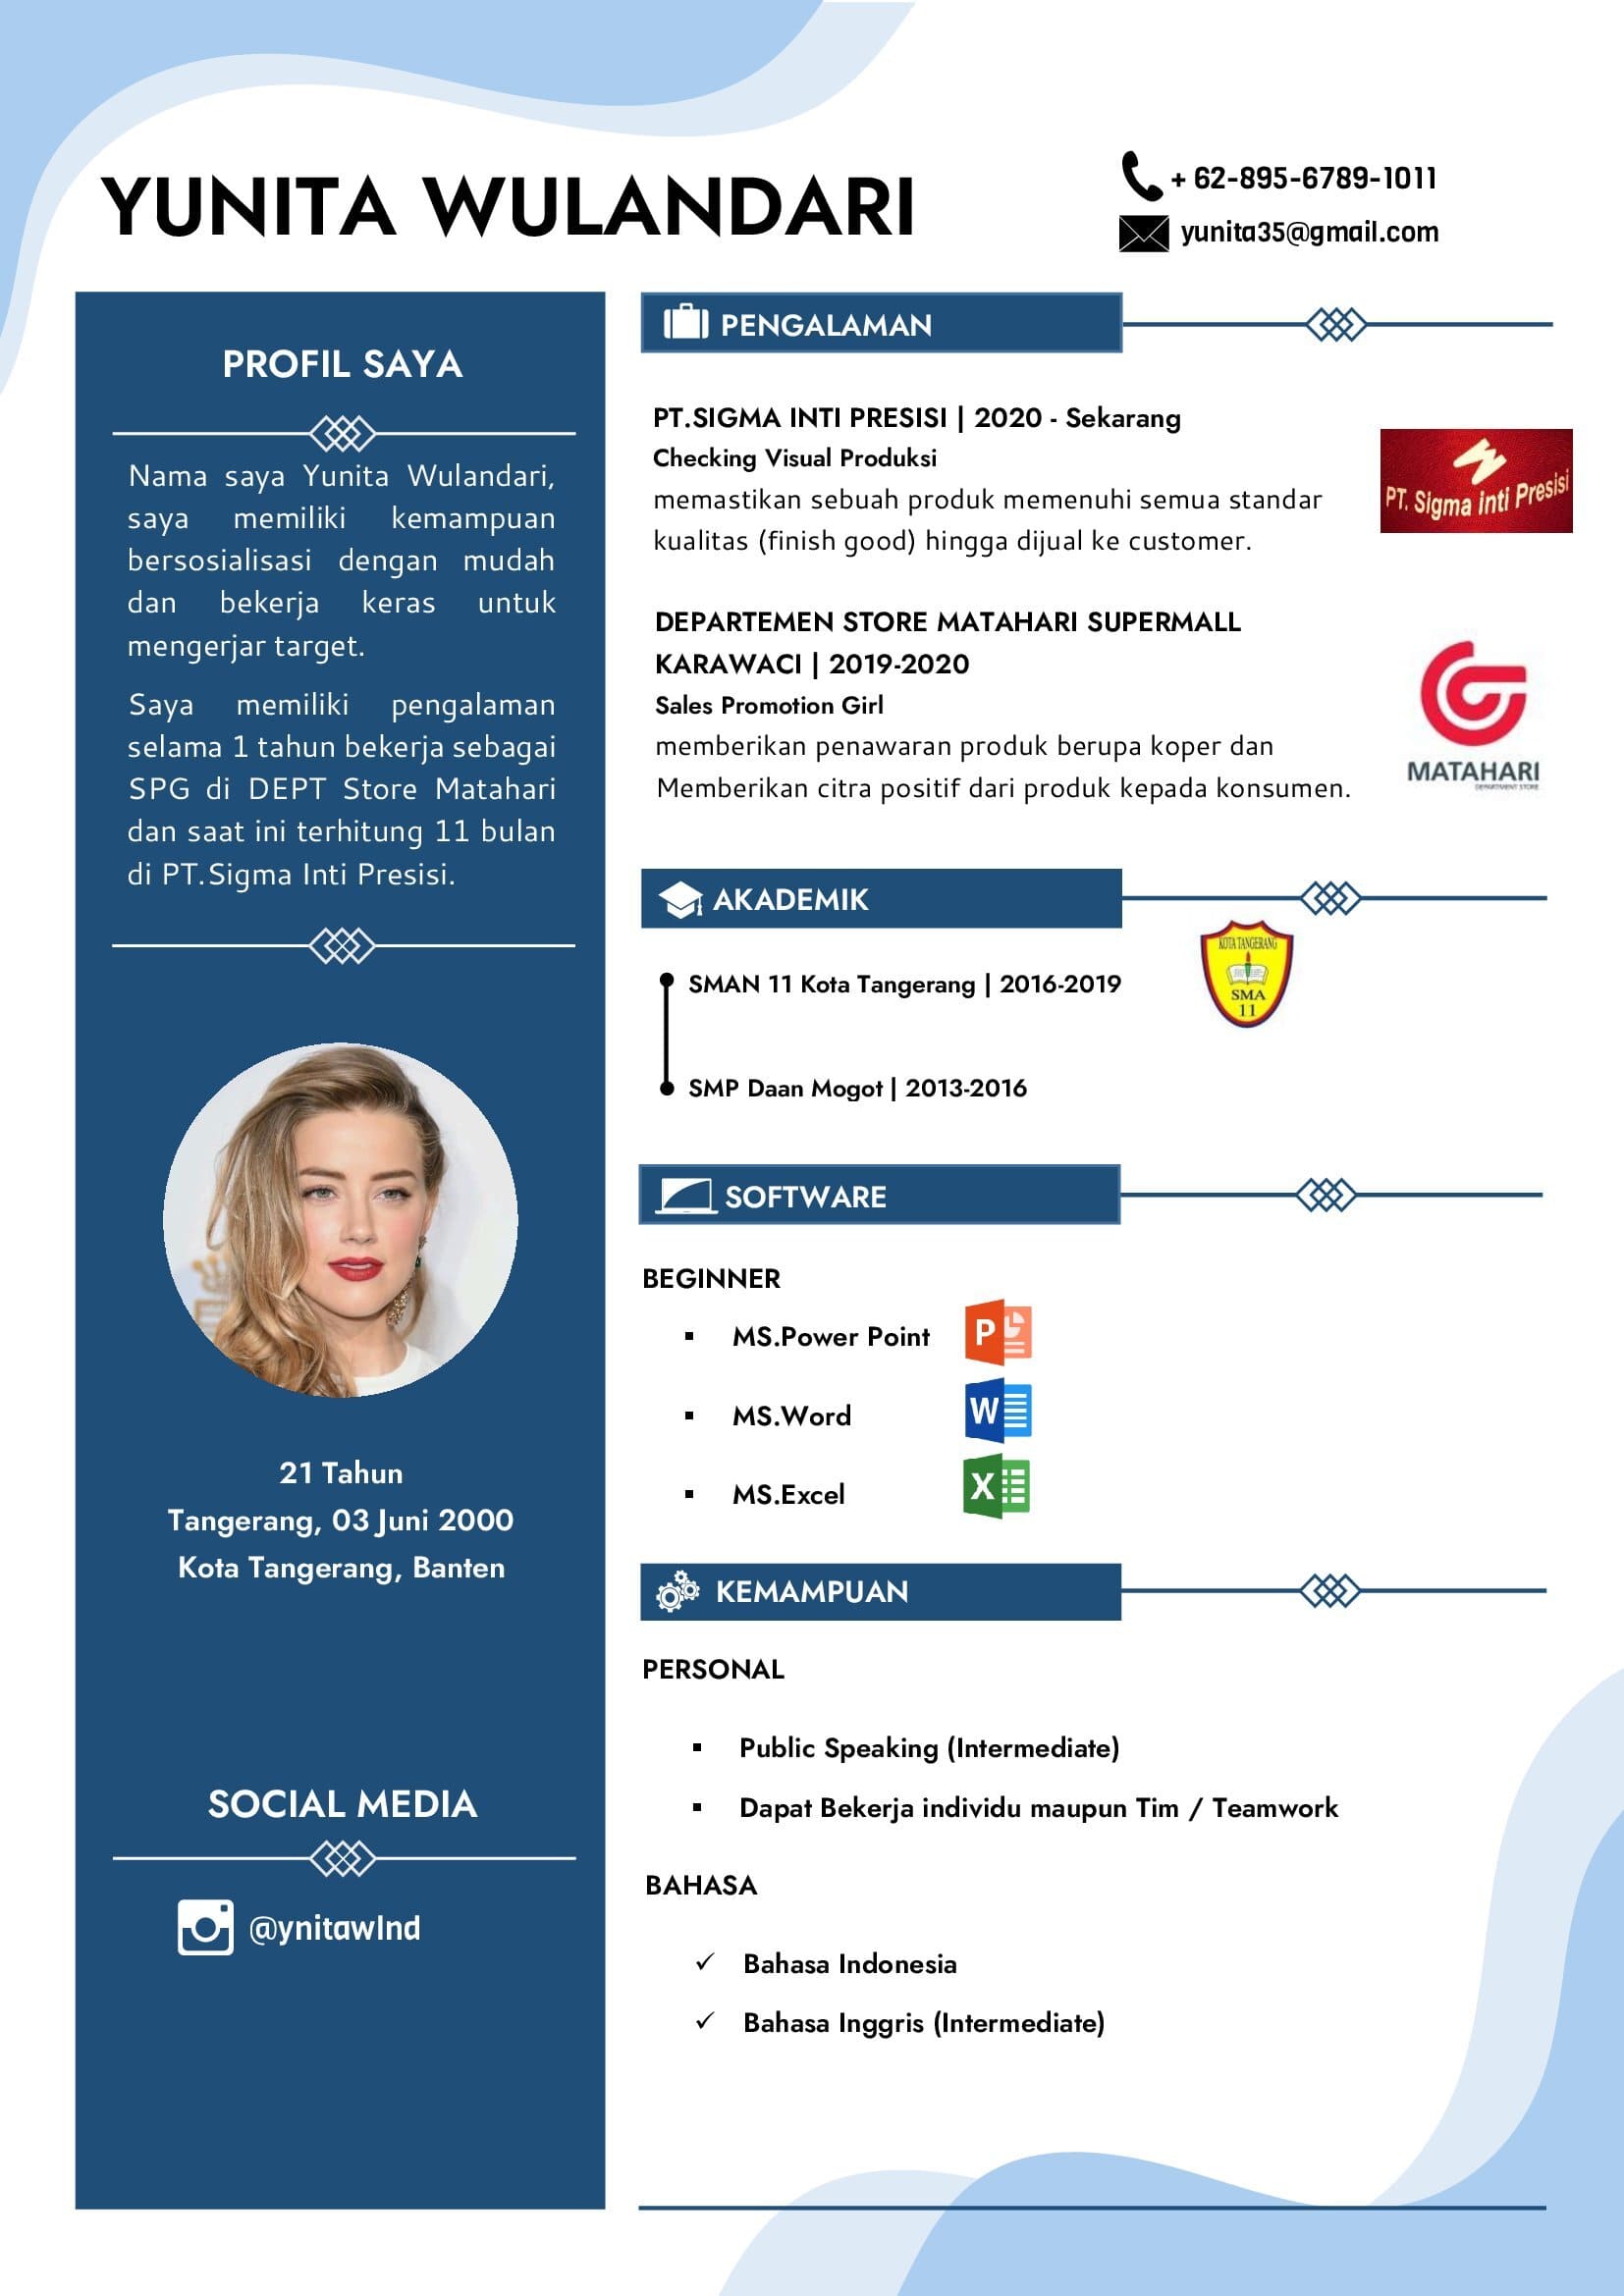 YUNITA WULANDARI
+ 62-895-6789-1011
yunita35@gmail.com
PROFIL SAYA
Nama saya Yunita Wulandari,
saya memiliki kemampuan
bersosialisasi dengan mudah
dan bekerja keras untuk
mengerjar target.
Saya memiliki pengalaman
selama 1 tahun bekerja sebagai
SPG di DEPT Store Matahari
dan saat ini terhitung 11 bulan
di PT.Sigma Inti Presisi.
21 Tahun
Tangerang, 03 Juni 2000
Kota Tangerang, Banten
SOCIAL MEDIA
@ynitawlnd
PENGALAMAN
PT.SIGMA INTI PRESISI | 2020 - Sekarang
Checking Visual Produksi
memastikan sebuah produk memenuhi semua standar
kualitas (finish good) hingga dijual ke customer.
PT. Sigma inti Presisi
DEPARTEMEN STORE MATAHARI SUPERMALL
KARAWACI | 2019-2020
Sales Promotion Girl
memberikan penawaran produk berupa koper dan
Memberikan citra positif dari produk kepada konsumen.
MATAHARI
DEPARTMENT STORE
AKADEMIK
SMAN 11 Kota Tangerang | 2016-2019
KOTA TANGERANG
SMA
11
SMP Daan Mogot | 2013-2016
SOFTWARE
BEGINNER
▪ MS.Power Point
P
▪ MS.Word
W
▪ MS.Excel
X
KEMAMPUAN
PERSONAL
▪ Public Speaking (Intermediate)
▪ Dapat Bekerja individu maupun Tim / Teamwork
BAHASA
✓ Bahasa Indonesia
✓ Bahasa Inggris (Intermediate)